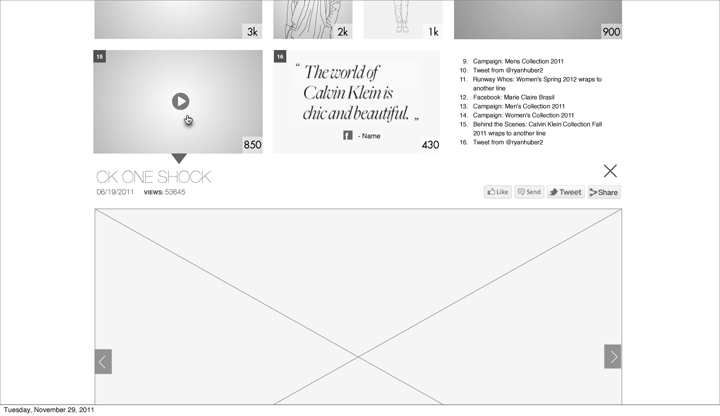 3k
2k
1k
900
15
850
16
“ The world of
Calvin Klein is
chic and beautiful. „
f - Name
430
9. Campaign: Mens Collection 2011
10. Tweet from @ryanhuber2
11. Runway Whos: Women's Spring 2012 wraps to
another line
12. Facebook: Marie Claire Brasil
13. Campaign: Men's Collection 2011
14. Campaign: Women's Collection 2011
15. Behind the Scenes: Calvin Klein Collection Fall
2011 wraps to another line
16. Tweet from @ryanhuber2
CK ONE SHOCK
06/19/2011 VIEWS: 53645
Like Send Tweet Share
Tuesday, November 29, 2011